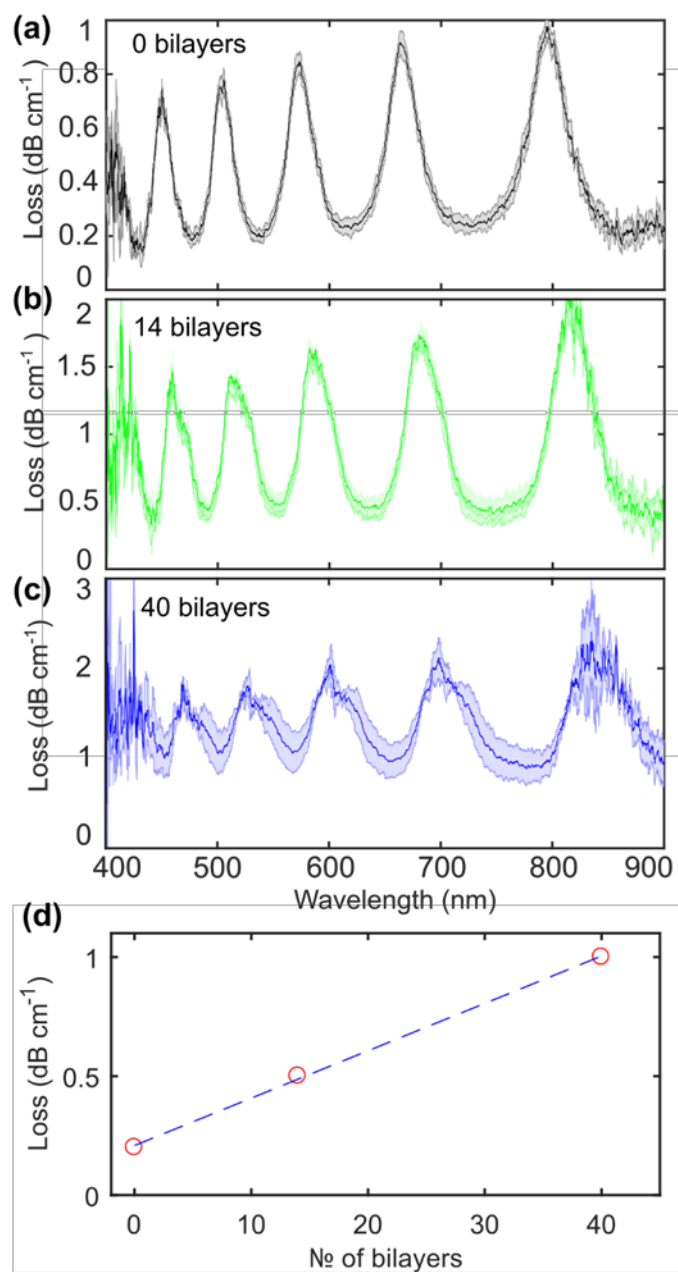 (a)
0 bilayers
1
0.8
0.6
0.4
0.2
0
Loss (dB cm⁻¹)
(b)
14 bilayers
2
1.5
1
0.5
0
Loss (dB cm⁻¹)
(c)
40 bilayers
3
2
1
0
Loss (dB cm⁻¹)
400 500 600 700 800 900
Wavelength (nm)
(d)
1
0.5
0
Loss (dB cm⁻¹)
0 10 20 30 40
№ of bilayers